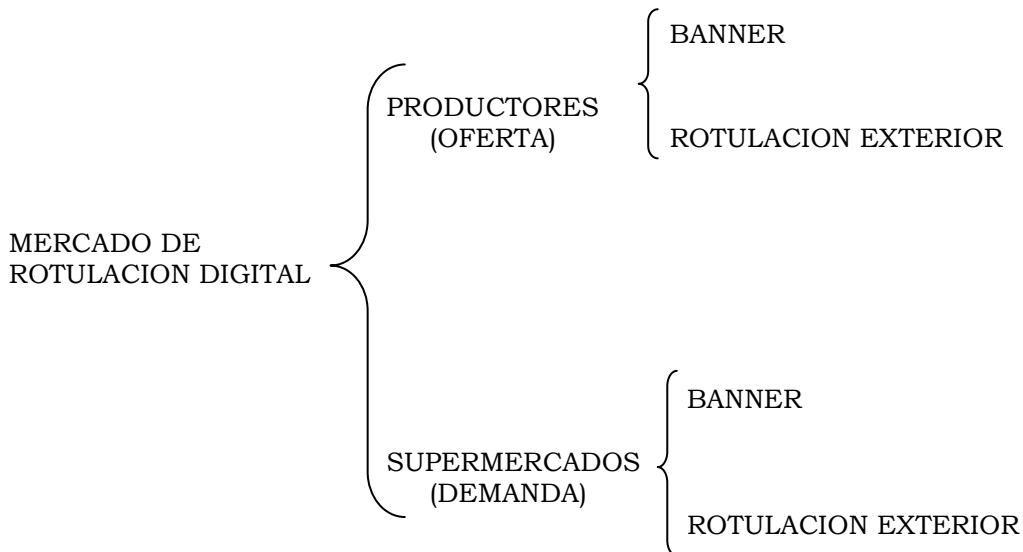 BANNER
PRODUCTORES
(OFERTA)
ROTULACION EXTERIOR
MERCADO DE
ROTULACION DIGITAL
BANNER
SUPERMERCADOS
(DEMANDA)
ROTULACION EXTERIOR